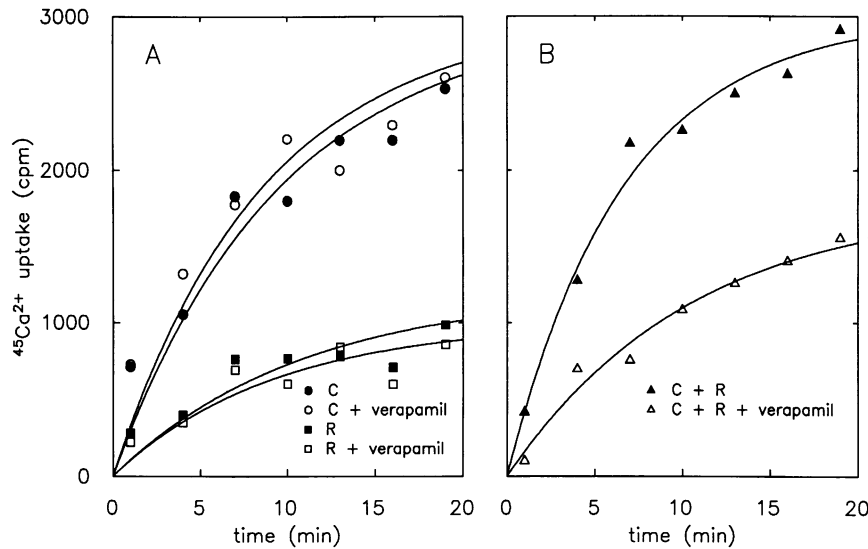 A
3000
2000
1000
0
⁴⁵Ca²⁺ uptake (cpm)
C
C + verapamil
R
R + verapamil
0 5 10 15 20
time (min)
B
C + R
C + R + verapamil
0 5 10 15 20
time (min)